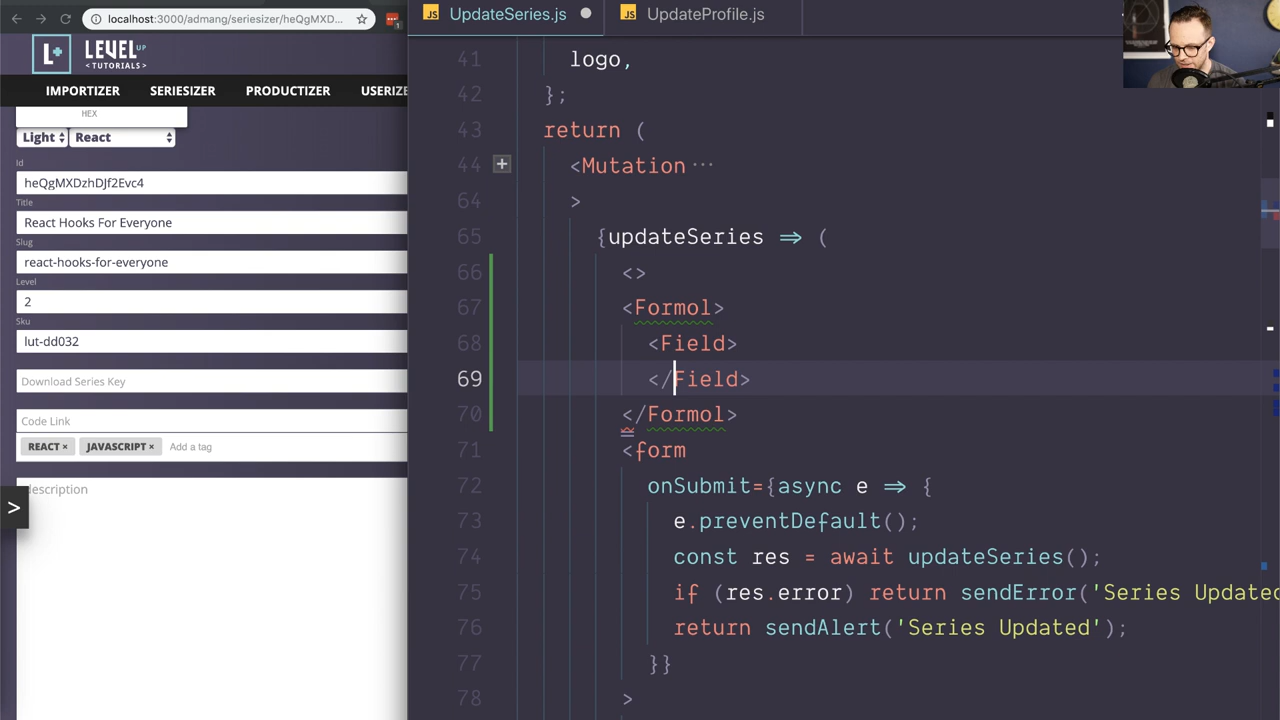 localhost:3000/admang/seriesizer/heQgMXD...
1
L+ LEVEL UP
<TUTORIALS>
IMPORTIZER SERIESIZER PRODUCTIZER USERIZE
HEX
Light React
Id
heQgMXDzhDJf2Evc4
Title
React Hooks For Everyone
Slug
react-hooks-for-everyone
Level
2
Sku
lut-dd032
Download Series Key
Code Link
REACT × JAVASCRIPT × Add a tag
description
>
JS UpdateSeries.js JS UpdateProfile.js
41 logo,
42 };
43 return (
44 + <Mutation ···
64 >
65 {updateSeries => (
66 <>
67 <Formol>
68 <Field>
69 </Field>
70 </Formol>
71 <form
72 onSubmit={async e => {
73 e.preventDefault();
74 const res = await updateSeries();
75 if (res.error) return sendError('Series Updated
76 return sendAlert('Series Updated');
77 }}
78 >